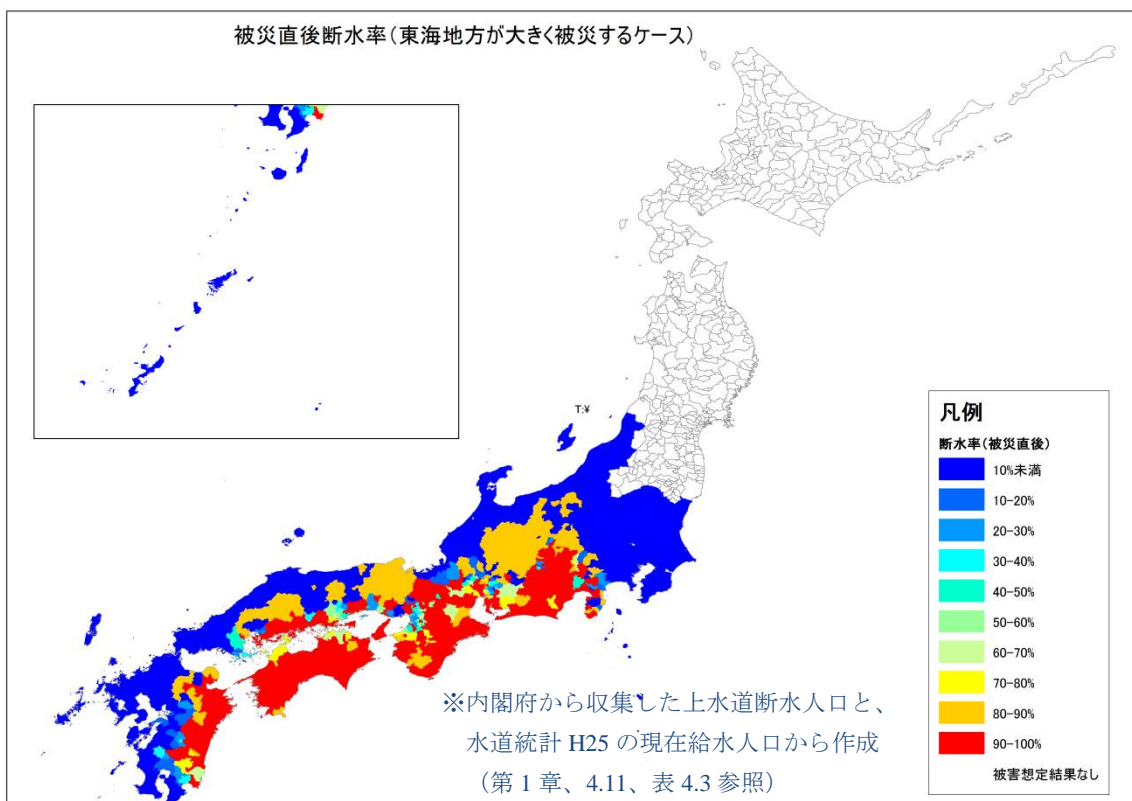 被災直後断水率(東海地方が大きく被災するケース)
T:¥
凡例
断水率(被災直後)
10%未満
10-20%
20-30%
30-40%
40-50%
50-60%
60-70%
70-80%
80-90%
90-100%
被害想定結果なし
※内閣府から収集した上水道断水人口と、
水道統計 H25 の現在給水人口から作成
（第 1 章、4.11、表 4.3 参照）